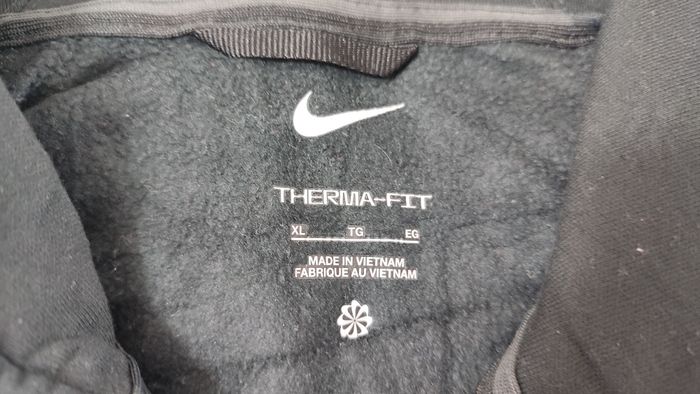 THERMA-FIT
XL TG EG
MADE IN VIETNAM
FABRIQUE AU VIETNAM